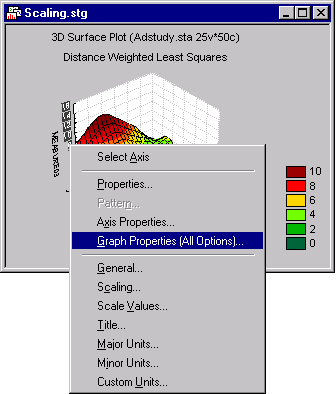 Scaling.stg
3D Surface Plot (Adstudy.sta 25v*50c)
Distance Weighted Least Squares
Select Axis
Properties...
Pattern...
Axis Properties...
Graph Properties (All Options)...
General...
Scaling...
Scale Values...
Title...
Major Units...
Minor Units...
Custom Units...
10
8
6
4
2
0